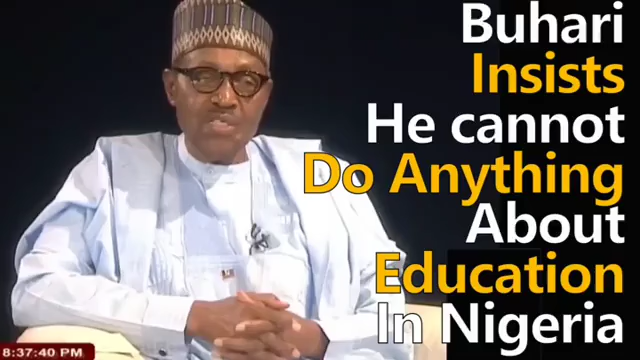 Buhari
Insists
He cannot
Do Anything
About
Education
In Nigeria
8:37:40 PM